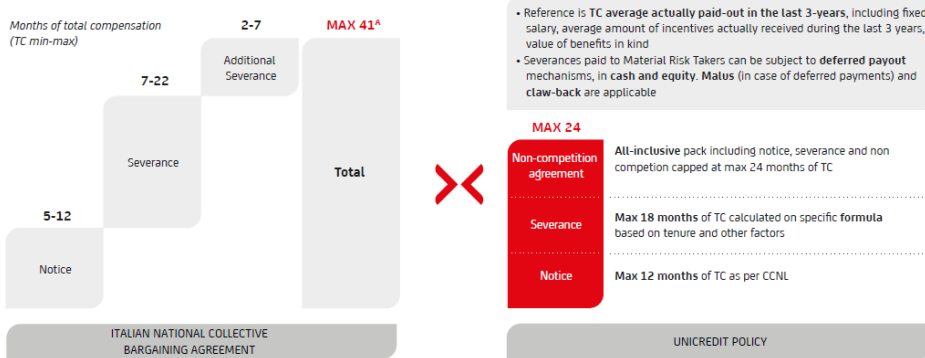 Months of total compensation
(TC min-max)
2-7
MAX 41ᴬ
7-22
Additional
Severance
Severance
Total
5-12
Notice
ITALIAN NATIONAL COLLECTIVE
BARGAINING AGREEMENT
• Reference is TC average actually paid-out in the last 3-years, including fixed
salary, average amount of incentives actually received during the last 3 years,
value of benefits in kind
• Severances paid to Material Risk Takers can be subject to deferred payout
mechanisms, in cash and equity. Malus (in case of deferred payments) and
claw-back are applicable
MAX 24
Non-competition
agreement
All-inclusive pack including notice, severance and non
competion capped at max 24 months of TC
Severance
Max 18 months of TC calculated on specific formula
based on tenure and other factors
Notice
Max 12 months of TC as per CCNL
UNICREDIT POLICY